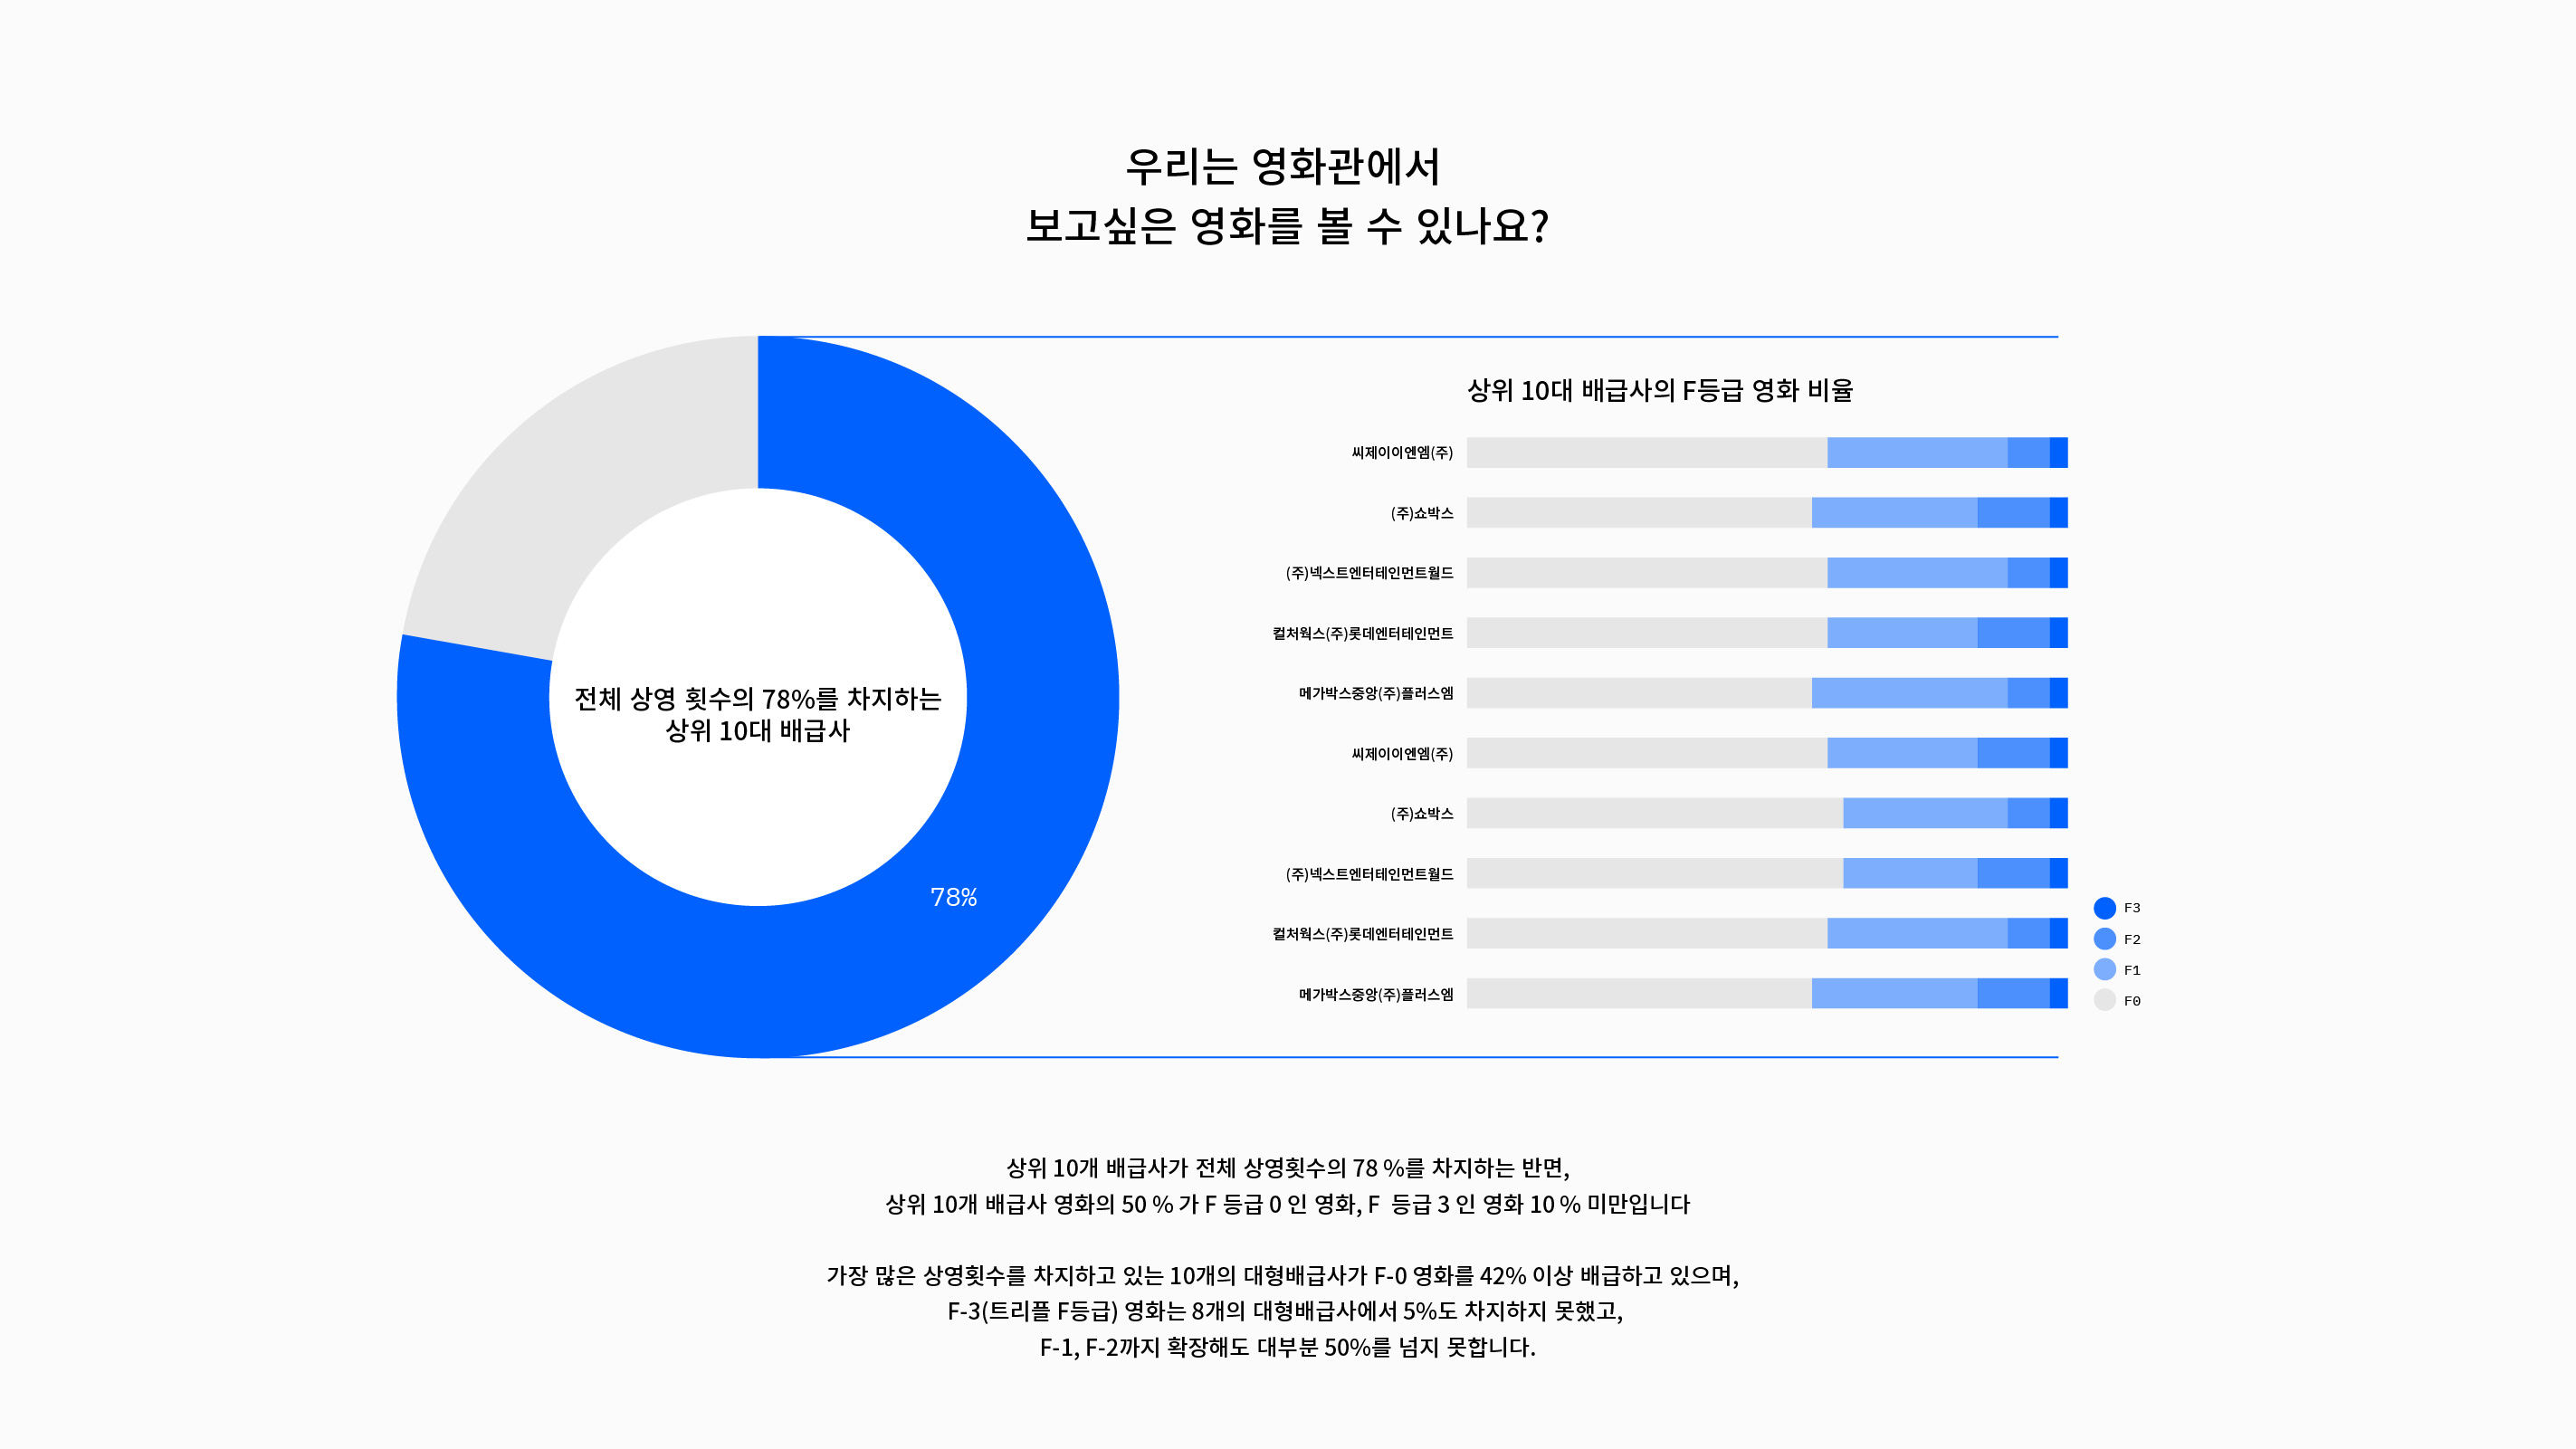 우리는 영화관에서
보고싶은 영화를 볼 수 있나요?
전체 상영 횟수의 78%를 차지하는
상위 10대 배급사
78%
상위 10대 배급사의 F등급 영화 비율
씨제이이엔엠(주)
(주)쇼박스
(주)넥스트엔터테인먼트월드
컬처웍스(주)롯데엔터테인먼트
메가박스중앙(주)플러스엠
씨제이이엔엠(주)
(주)쇼박스
(주)넥스트엔터테인먼트월드
컬처웍스(주)롯데엔터테인먼트
메가박스중앙(주)플러스엠
F3
F2
F1
F0
상위 10개 배급사가 전체 상영횟수의 78 %를 차지하는 반면,
상위 10개 배급사 영화의 50 % 가 F 등급 0 인 영화, F 등급 3 인 영화 10 % 미만입니다
가장 많은 상영횟수를 차지하고 있는 10개의 대형배급사가 F-0 영화를 42% 이상 배급하고 있으며,
F-3(트리플 F등급) 영화는 8개의 대형배급사에서 5%도 차지하지 못했고,
F-1, F-2까지 확장해도 대부분 50%를 넘지 못합니다.